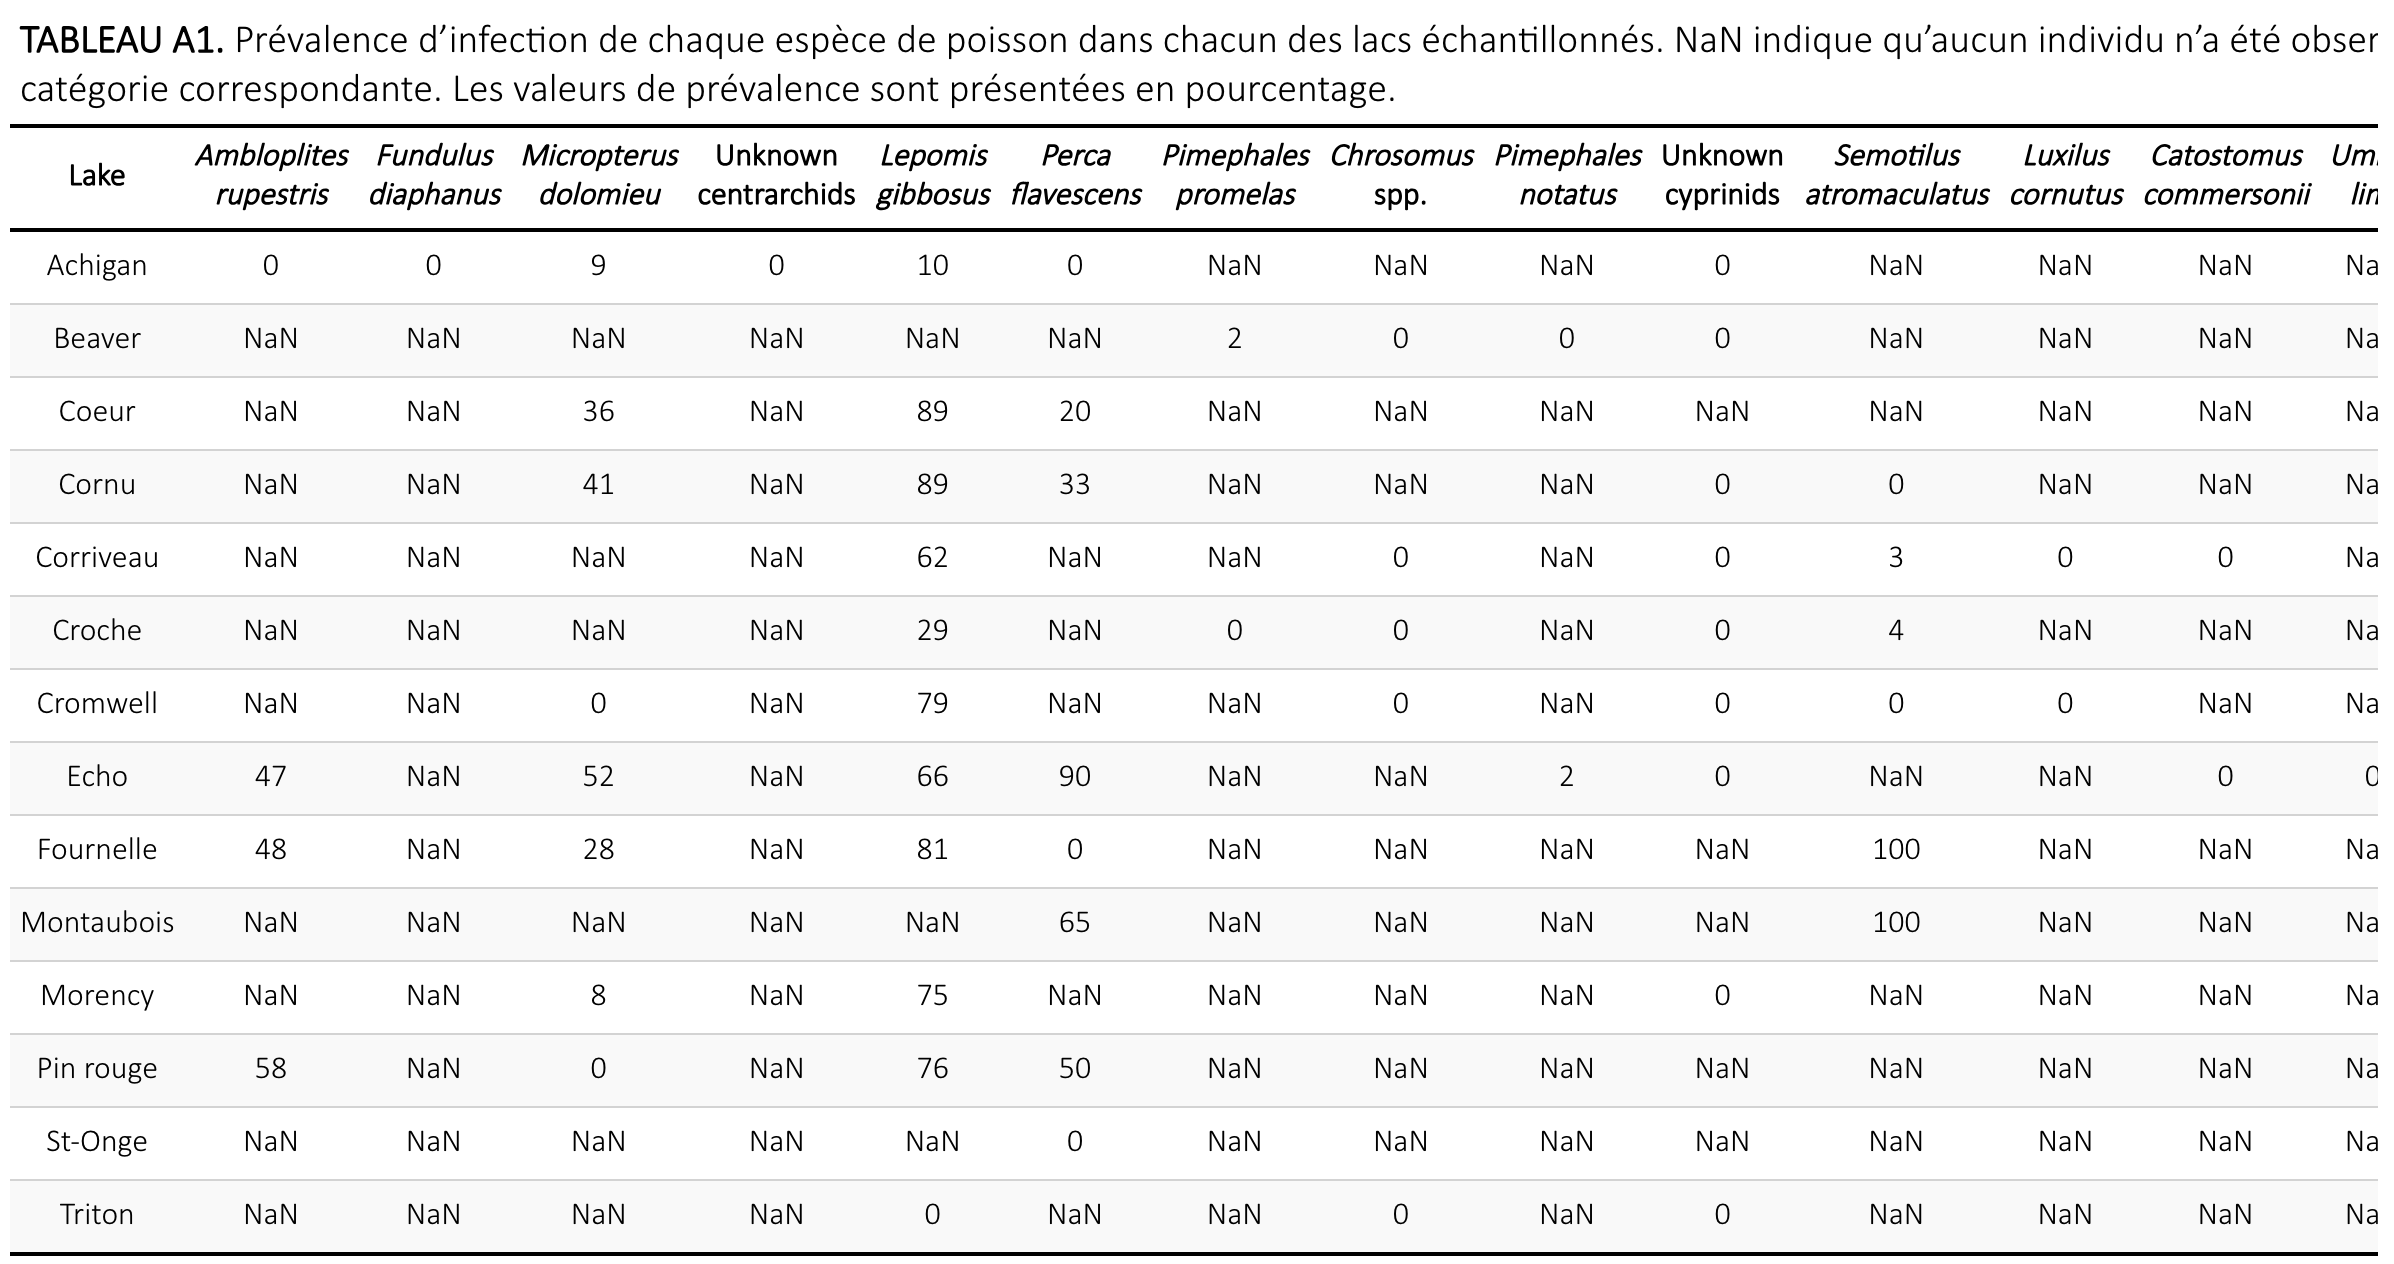 TABLEAU A1. Prévalence d’infection de chaque espèce de poisson dans chacun des lacs échantillonnés. NaN indique qu’aucun individu n’a été obser
catégorie correspondante. Les valeurs de prévalence sont présentées en pourcentage.
Lake Ambloplites rupestris Fundulus diaphanus Micropterus dolomieu Unknown centrarchids Lepomis gibbosus Perca flavescens Pimephales promelas Chrosomus spp. Pimephales notatus Unknown cyprinids Semotilus atromaculatus Luxilus cornutus Catostomus commersonii
Achigan 0 0 9 0 10 0 NaN NaN NaN 0 NaN NaN NaN Na
Beaver NaN NaN NaN NaN NaN NaN 2 0 0 0 NaN NaN NaN Na
Coeur NaN NaN 36 NaN 89 20 NaN NaN NaN NaN NaN NaN NaN Na
Cornu NaN NaN 41 NaN 89 33 NaN NaN NaN 0 0 NaN NaN Na
Corriveau NaN NaN NaN NaN 62 NaN NaN 0 NaN 0 3 0 0 Na
Croche NaN NaN NaN NaN 29 NaN 0 0 NaN 0 4 NaN NaN Na
Cromwell NaN NaN 0 NaN 79 NaN NaN 0 NaN 0 0 0 NaN Na
Echo 47 NaN 52 NaN 66 90 NaN NaN 2 0 NaN NaN 0 0
Fournelle 48 NaN 28 NaN 81 0 NaN NaN NaN NaN 100 NaN NaN Na
Montaubois NaN NaN NaN NaN NaN 65 NaN NaN NaN NaN 100 NaN NaN Na
Morency NaN NaN 8 NaN 75 NaN NaN NaN NaN 0 NaN NaN NaN Na
Pin rouge 58 NaN 0 NaN 76 50 NaN NaN NaN NaN NaN NaN NaN Na
St-Onge NaN NaN NaN NaN NaN 0 NaN NaN NaN NaN NaN NaN NaN Na
Triton NaN NaN NaN NaN 0 NaN NaN 0 NaN 0 NaN NaN NaN Na